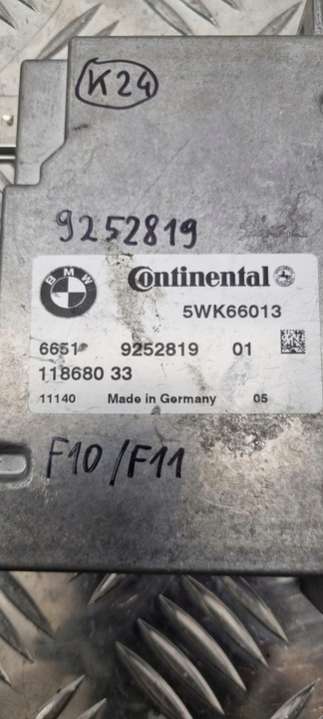 K24
9252819
BMW Continental
5WK66013
6651 9252819 01
118680 33
11140 Made in Germany 05
F10/F11